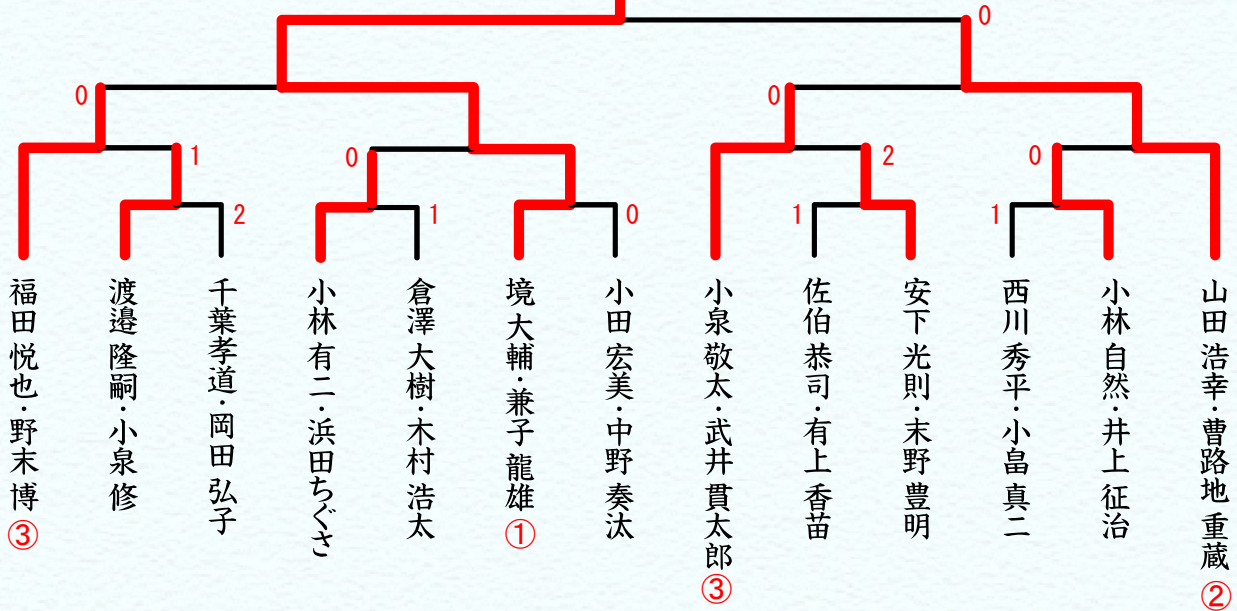 0
0
0
1
0
2
0
2
1
0
1
1
福田 悦也・野末 博
③
渡邉 隆嗣・小泉 修
千葉孝道・岡田 弘子
小林 有二・浜田ちぐさ
倉澤 大樹・木村 浩太
境 大輔・兼子 龍雄
①
小田 宏美・中野 奏汰
小泉 敬太・武井 貫太郎
③
佐伯 恭司・有上 香苗
安下 光則・末野 豊明
西川 秀平・小畠 真二
小林 自然・井上 征治
山田 浩幸・曹路地 重蔵
②